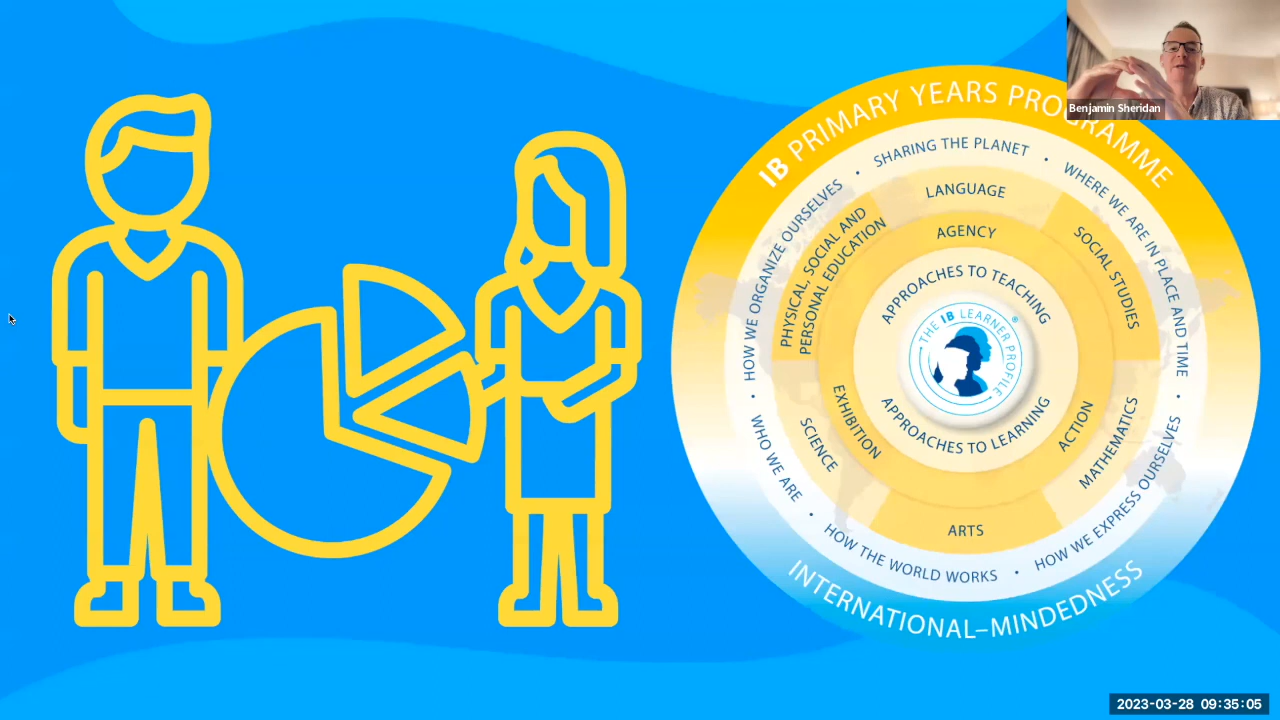 Benjamin Sheridan
IB PRIMARY YEARS PROGRAMME
SHARING THE PLANET
•
WHERE WE ARE IN PLACE AND TIME
•
HOW WE EXPRESS OURSELVES
•
HOW THE WORLD WORKS
•
WHO WE ARE
•
HOW WE ORGANIZE OURSELVES
•
LANGUAGE
SOCIAL STUDIES
MATHEMATICS
ARTS
SCIENCE
PHYSICAL, SOCIAL AND
PERSONAL EDUCATION
AGENCY
ACTION
EXHIBITION
APPROACHES TO TEACHING
THE IB LEARNER PROFILE
®
APPROACHES TO LEARNING
INTERNATIONAL–MINDEDNESS
2023-03-28 09:35:05